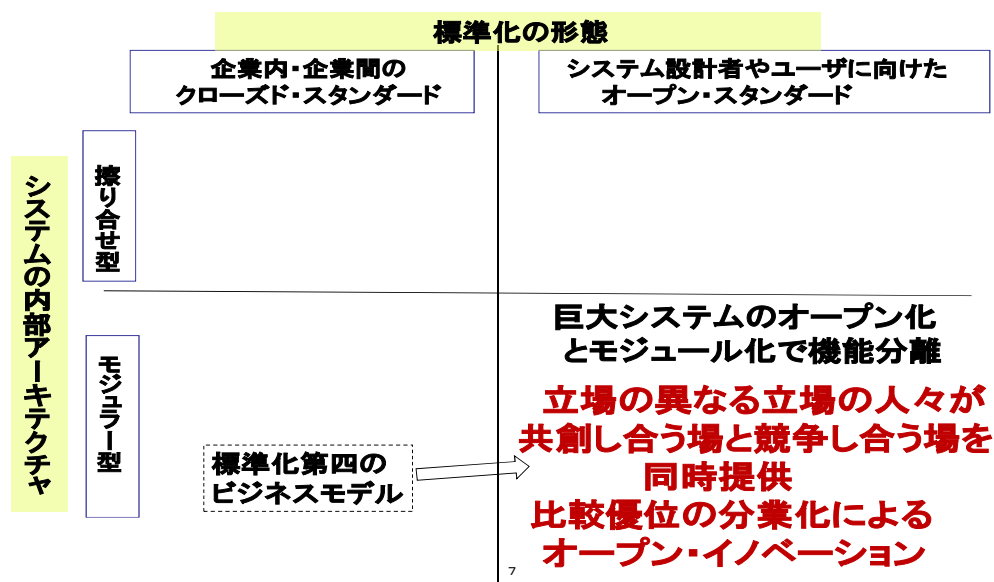 標準化の形態
企業内・企業間の
クローズド・スタンダード
システム設計者やユーザに向けた
オープン・スタンダード
システムの内部アーキテクチャ
擦り合せ型
モジュラー型
巨大システムのオープン化
とモジュール化で機能分離
立場の異なる立場の人々が
共創し合う場と競争し合う場を
同時提供
比較優位の分業化による
オープン・イノベーション
標準化第四の
ビジネスモデル
7